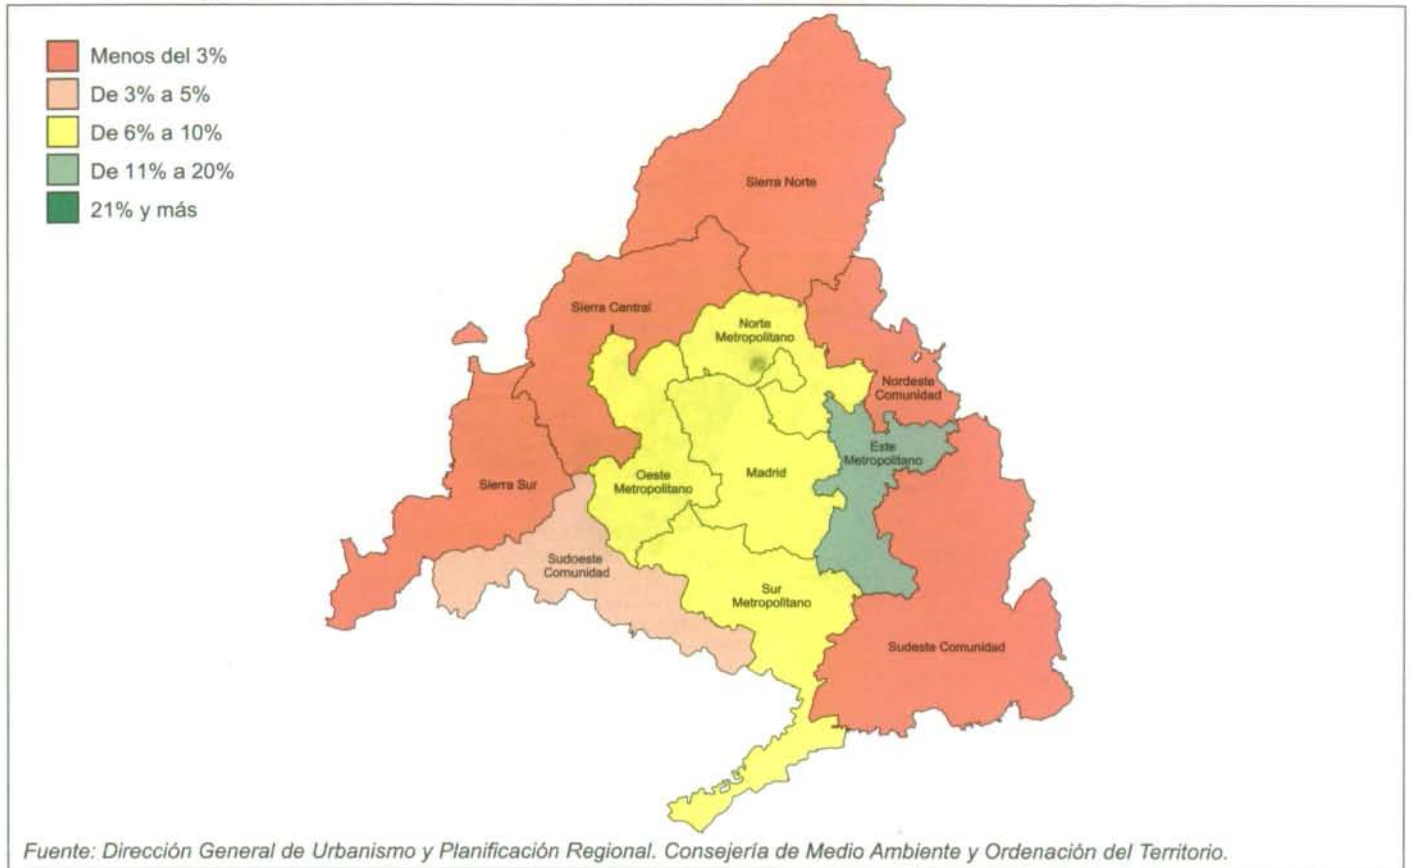 Menos del 3%
De 3% a 5%
De 6% a 10%
De 11% a 20%
21% y más
Sierra Norte
Sierra Central
Norte
Metropolitano
Nordeste
Comunidad
Este
Metropolitano
Madrid
Oeste
Metropolitano
Sierra Sur
Sudoeste
Comunidad
Sur
Metropolitano
Sudeste Comunidad
Fuente: Dirección General de Urbanismo y Planificación Regional. Consejería de Medio Ambiente y Ordenación del Territorio.